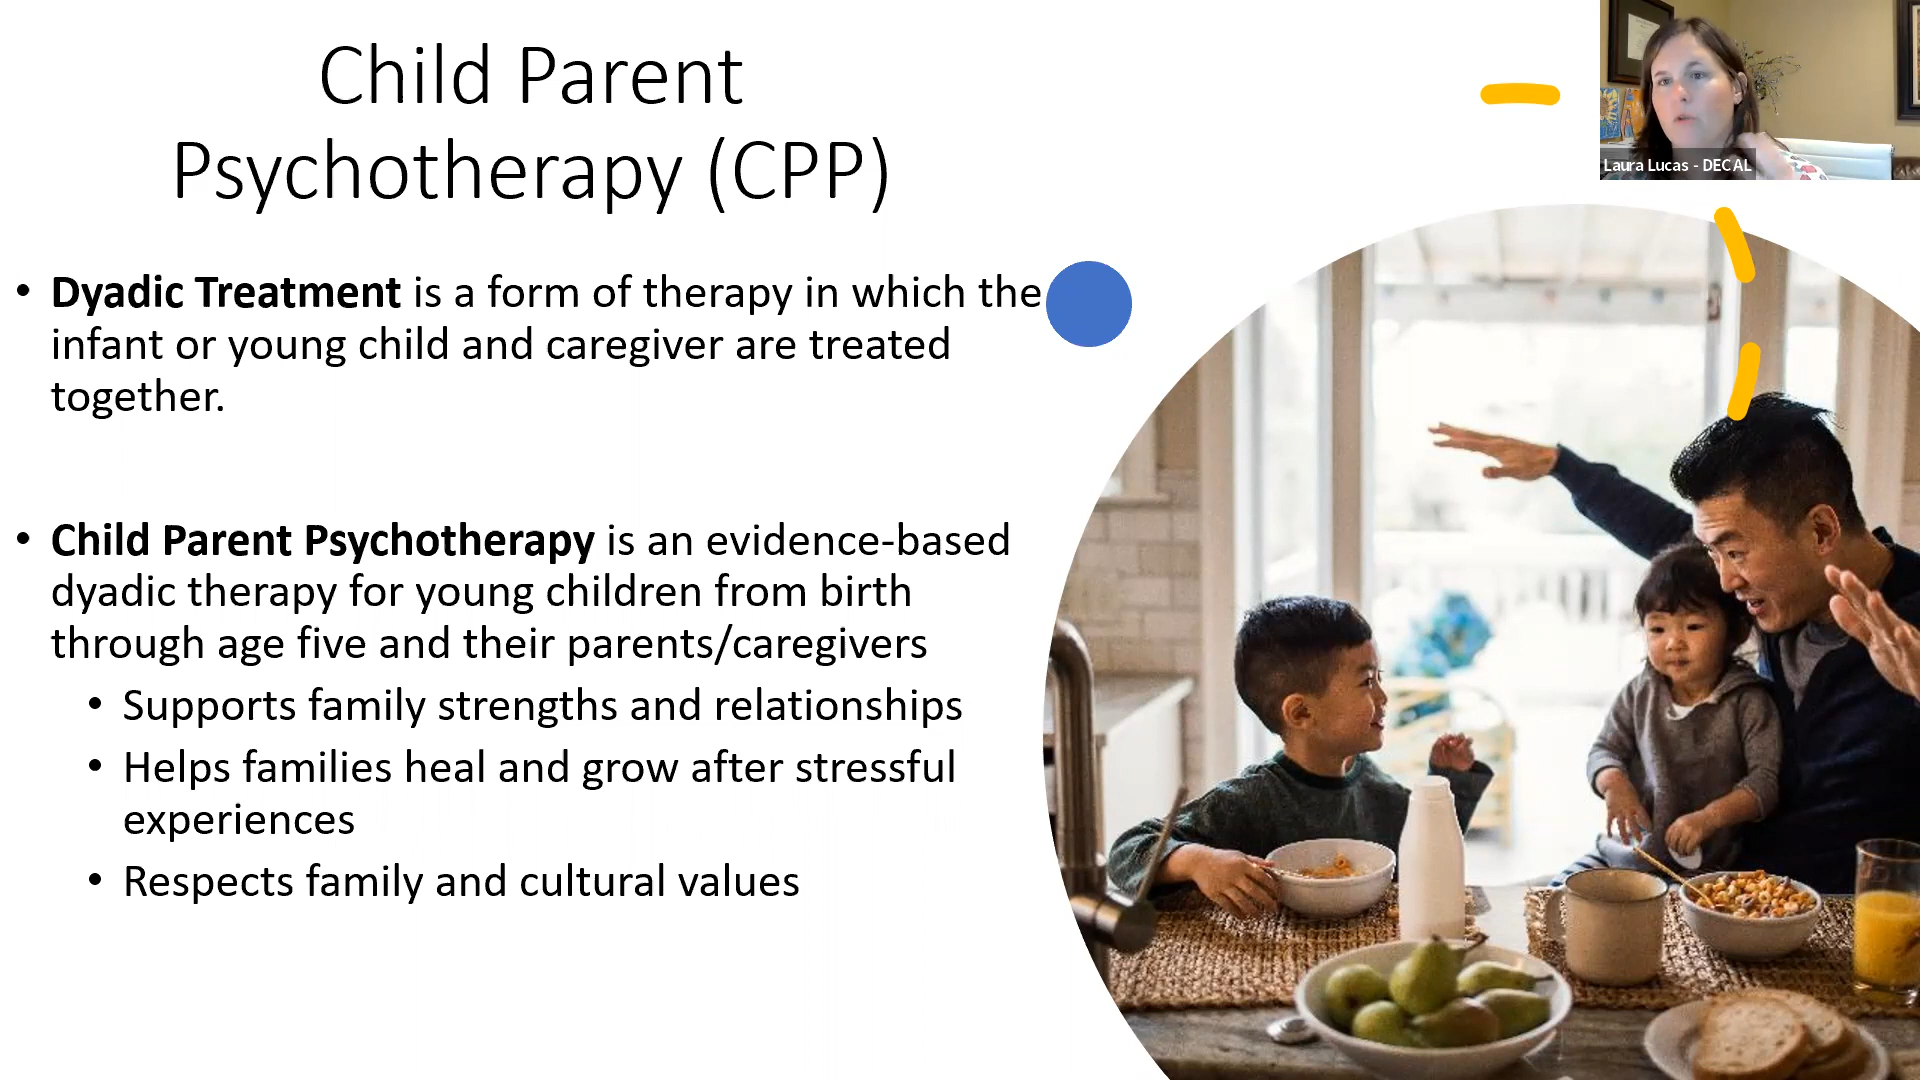 Child Parent
Psychotherapy (CPP)
Laura Lucas - DECAL
• Dyadic Treatment is a form of therapy in which the
infant or young child and caregiver are treated
together.
• Child Parent Psychotherapy is an evidence-based
dyadic therapy for young children from birth
through age five and their parents/caregivers
• Supports family strengths and relationships
• Helps families heal and grow after stressful
experiences
• Respects family and cultural values